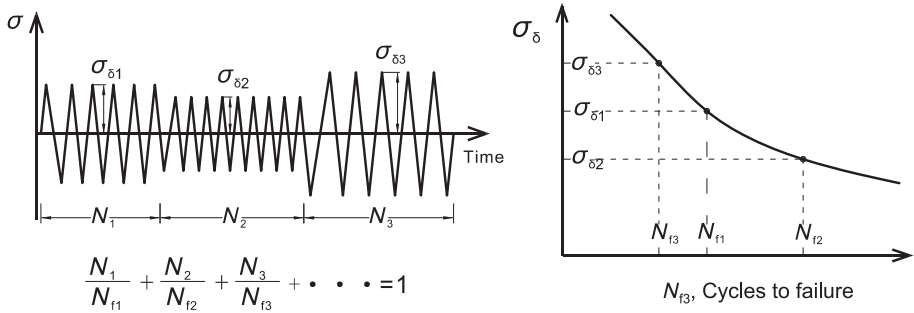 σ
σδ1
σδ2
σδ3
Time
N1
N2
N3
N1/Nf1 + N2/Nf2 + N3/Nf3 + • • • =1
σδ
σδ3
σδ1
σδ2
Nf3
Nf1
Nf2
Nf3, Cycles to failure